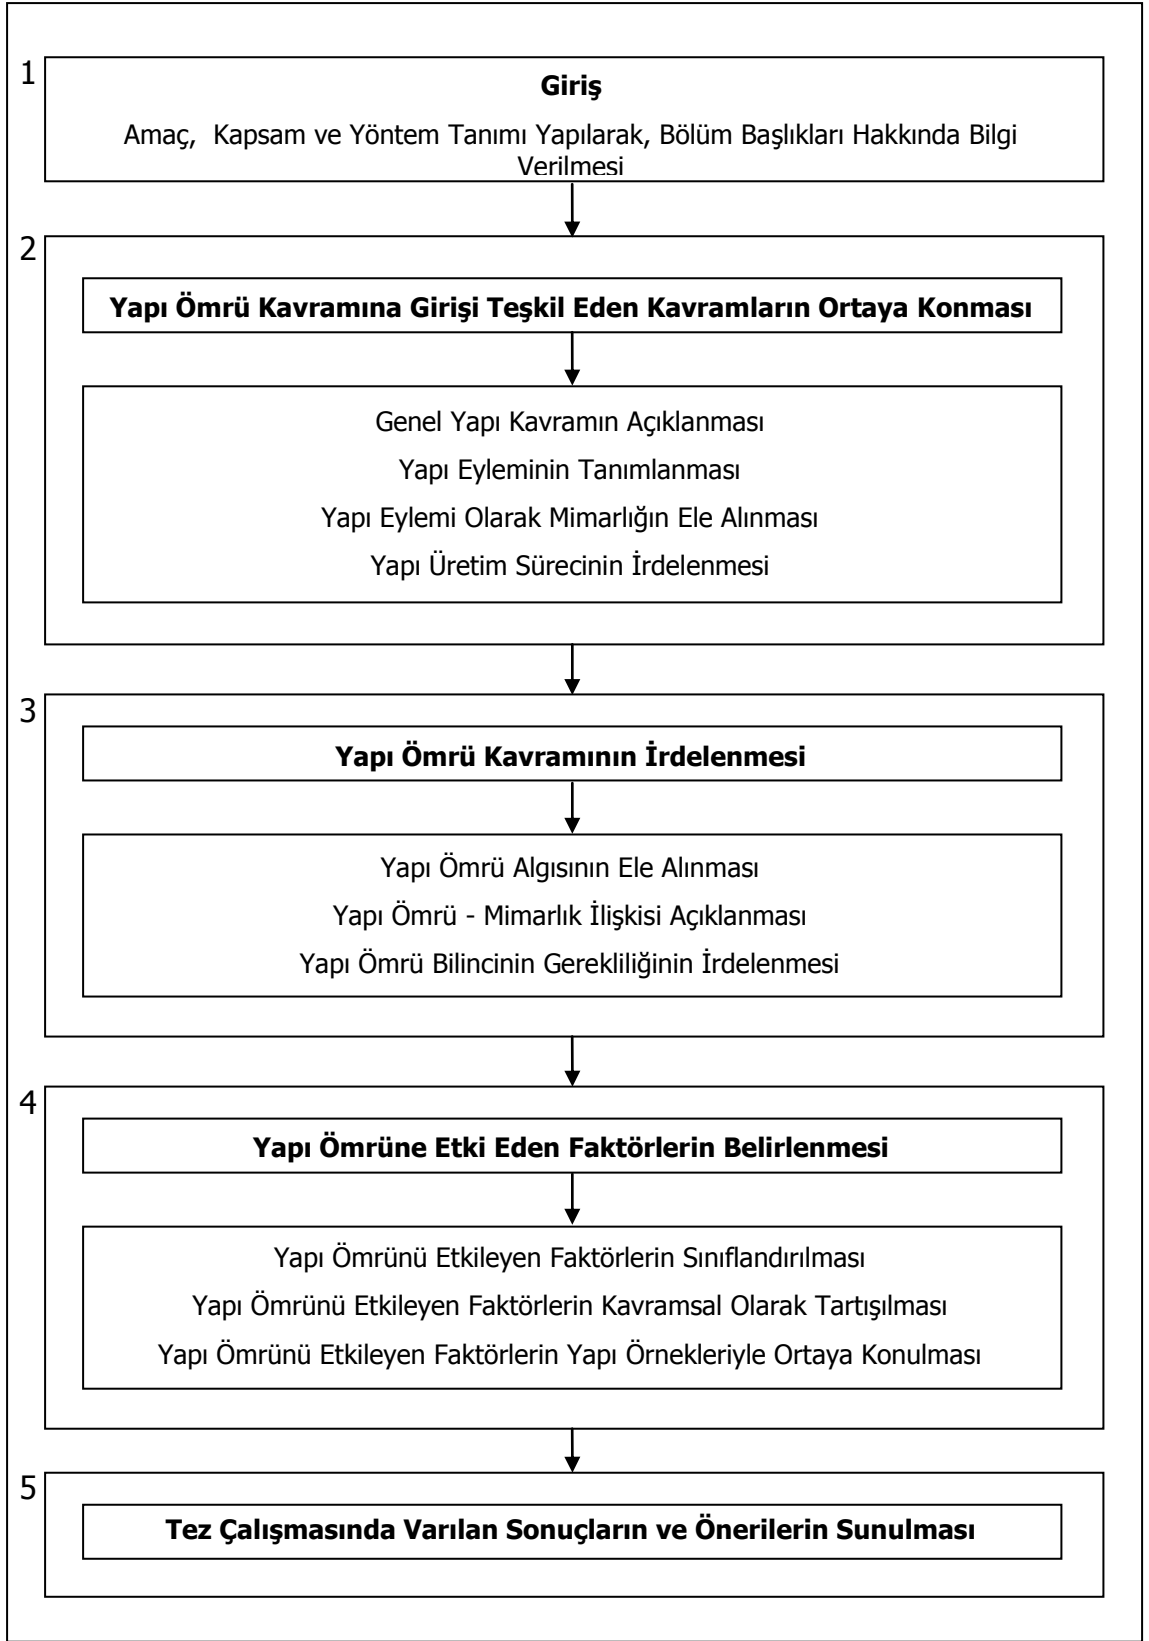 1
Giriş
Amaç, Kapsam ve Yöntem Tanımı Yapılarak, Bölüm Başlıkları Hakkında Bilgi
Verilmesi
2
Yapı Ömrü Kavramına Girişi Teşkil Eden Kavramların Ortaya Konması
Genel Yapı Kavramın Açıklanması
Yapı Eyleminin Tanımlanması
Yapı Eylemi Olarak Mimarlığın Ele Alınması
Yapı Üretim Sürecinin İrdelenmesi
3
Yapı Ömrü Kavramının İrdelenmesi
Yapı Ömrü Algısının Ele Alınması
Yapı Ömrü - Mimarlık İlişkisi Açıklanması
Yapı Ömrü Bilincinin Gerekliliğinin İrdelenmesi
4
Yapı Ömrüne Etki Eden Faktörlerin Belirlenmesi
Yapı Ömrünü Etkileyen Faktörlerin Sınıflandırılması
Yapı Ömrünü Etkileyen Faktörlerin Kavramsal Olarak Tartışılması
Yapı Ömrünü Etkileyen Faktörlerin Yapı Örnekleriyle Ortaya Konulması
5
Tez Çalışmasında Varılan Sonuçların ve Önerilerin Sunulması